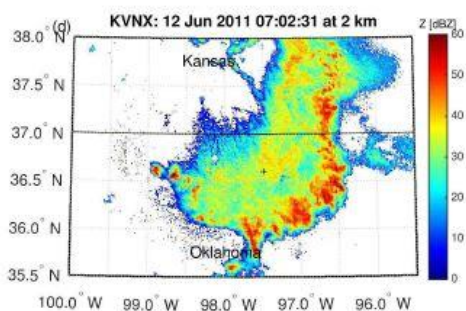 (d)
KVNX: 12 Jun 2011 07:02:31 at 2 km
Z [dBZ]
38.0° N
37.5° N
37.0° N
36.5° N
36.0° N
35.5° N
Kansas
Oklahoma
100.0° W 99.0° W 98.0° W 97.0° W 96.0° W
60
50
40
30
20
10
0